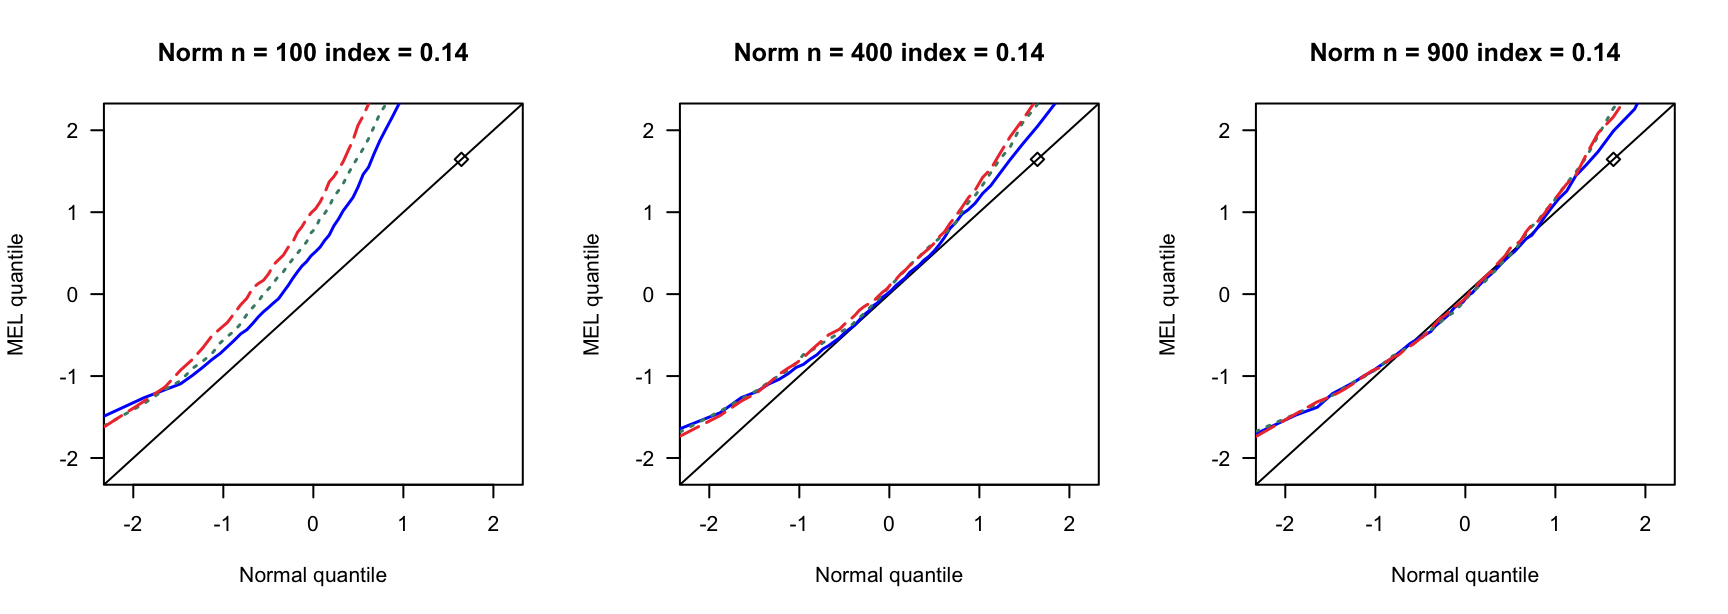 Norm n = 100 index = 0.14
MEL quantile
2
1
0
-1
-2
-2 -1 0 1 2
Normal quantile
Norm n = 400 index = 0.14
MEL quantile
2
1
0
-1
-2
-2 -1 0 1 2
Normal quantile
Norm n = 900 index = 0.14
MEL quantile
2
1
0
-1
-2
-2 -1 0 1 2
Normal quantile